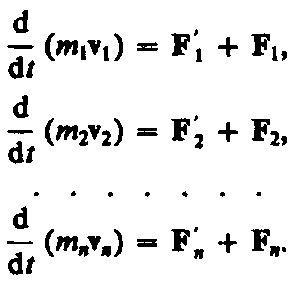 d/dt (m₁v₁) = F′₁ + F₁,
d/dt (m₂v₂) = F′₂ + F₂,
. . . . . . .
d/dt (mₙvₙ) = F′ₙ + Fₙ.